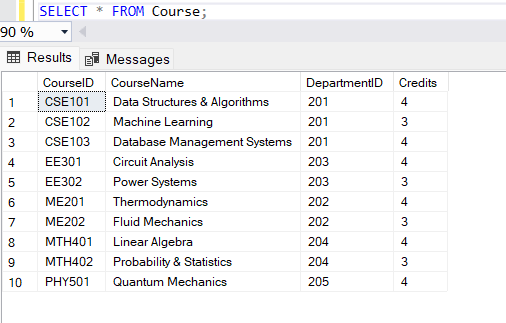 SELECT * FROM Course;
90 %
Results Messages
CourseID CourseName DepartmentID Credits
1 CSE101 Data Structures & Algorithms 201 4
2 CSE102 Machine Learning 201 3
3 CSE103 Database Management Systems 201 4
4 EE301 Circuit Analysis 203 4
5 EE302 Power Systems 203 3
6 ME201 Thermodynamics 202 4
7 ME202 Fluid Mechanics 202 3
8 MTH401 Linear Algebra 204 4
9 MTH402 Probability & Statistics 204 3
10 PHY501 Quantum Mechanics 205 4